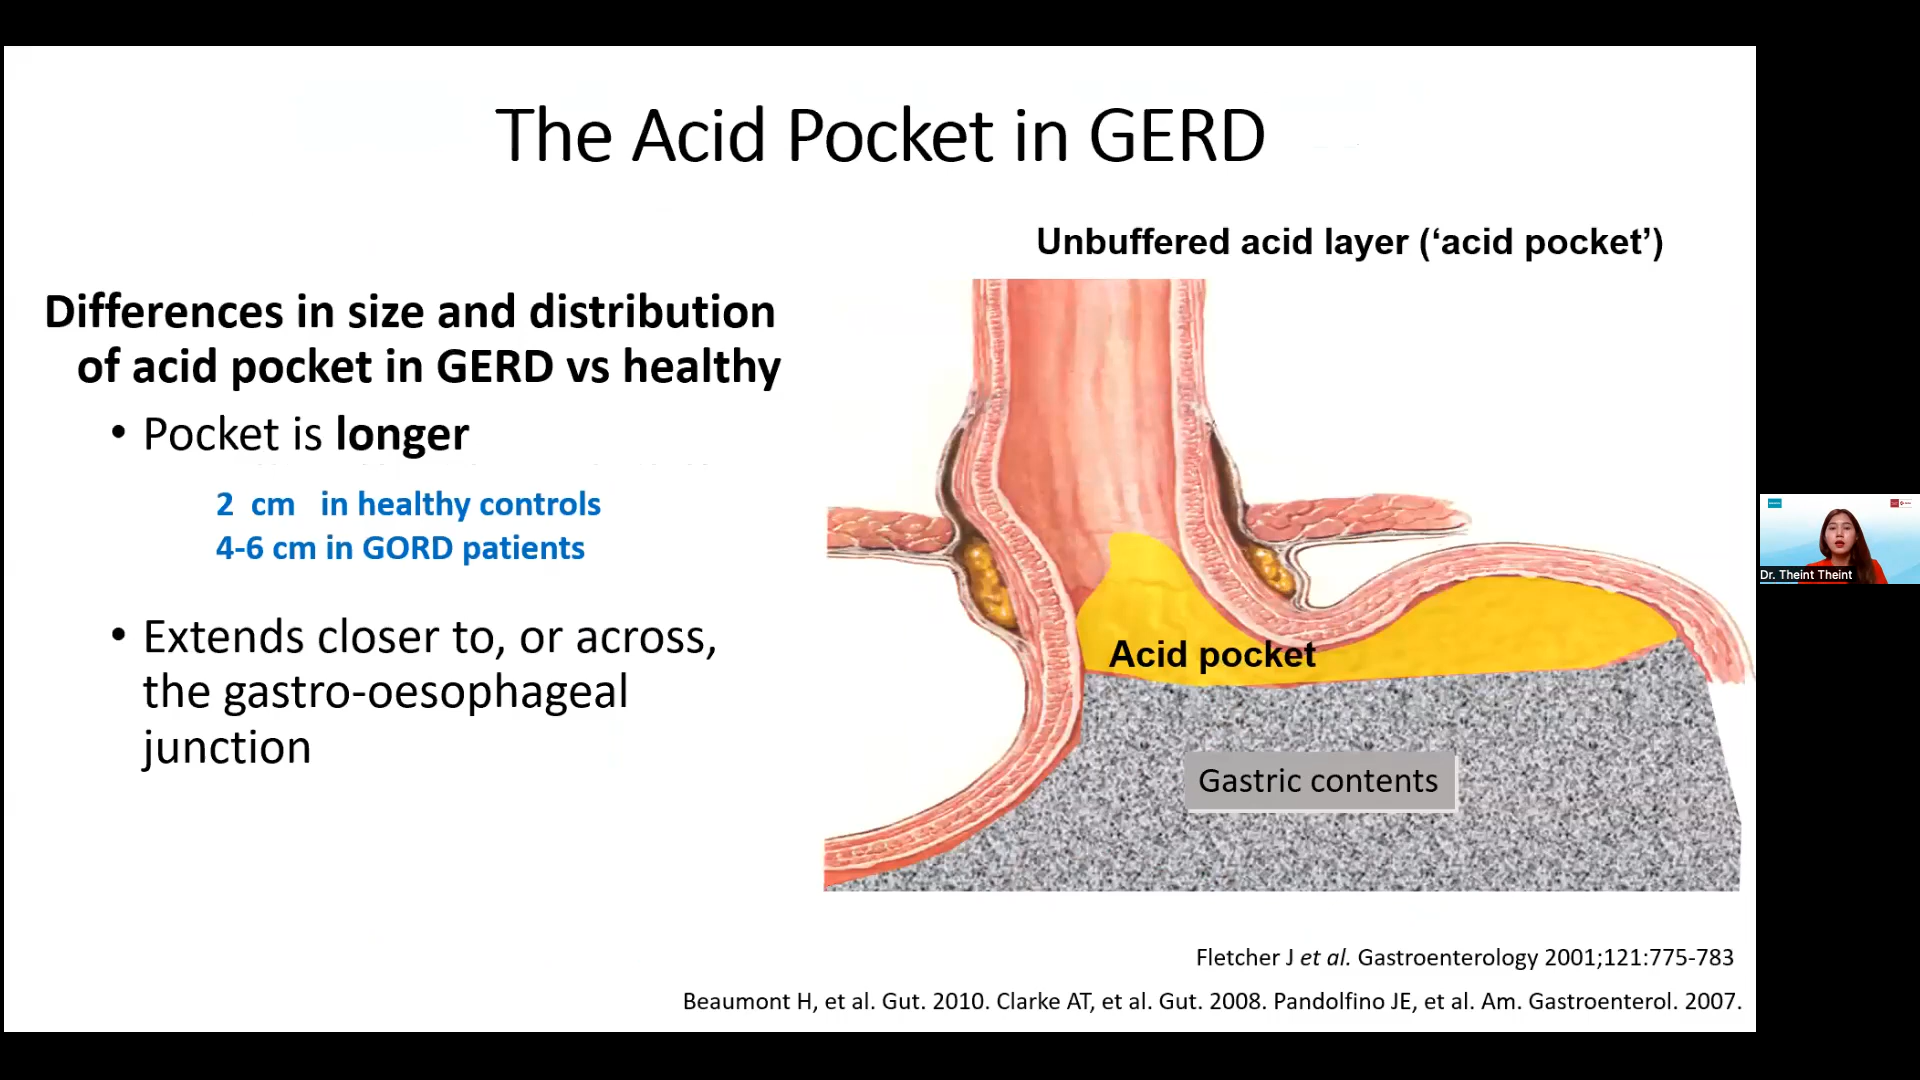 The Acid Pocket in GERD
Unbuffered acid layer (‘acid pocket’)
Differences in size and distribution
of acid pocket in GERD vs healthy
• Pocket is longer
2 cm in healthy controls
4-6 cm in GORD patients
• Extends closer to, or across,
the gastro-oesophageal
junction
Acid pocket
Gastric contents
Dr. Theint Theint
Fletcher J et al. Gastroenterology 2001;121:775-783
Beaumont H, et al. Gut. 2010. Clarke AT, et al. Gut. 2008. Pandolfino JE, et al. Am. Gastroenterol. 2007.